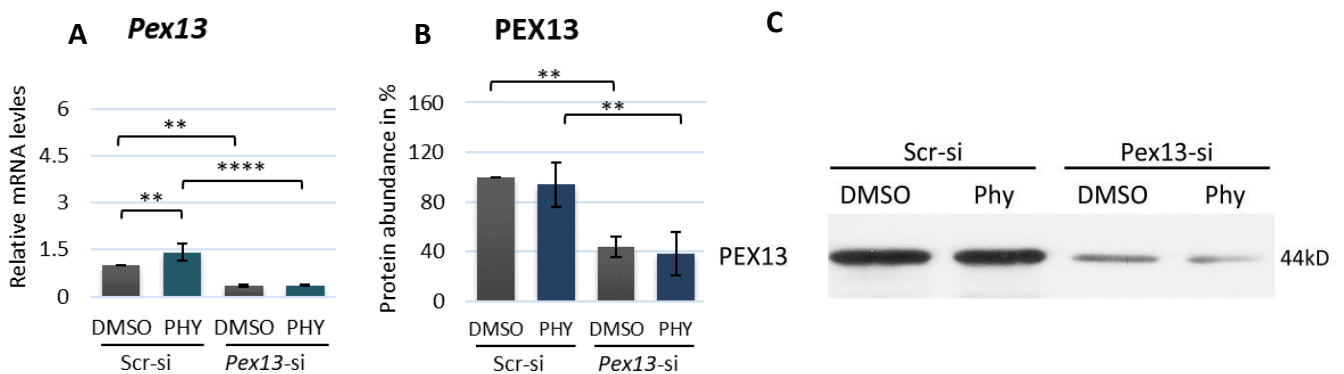 A
Pex13
Relative mRNA levles
6
4.5
3
1.5
0
**
****
**
DMSO PHY DMSO PHY
Scr-si Pex13-si
B
PEX13
Protein abundance in %
160
120
80
40
0
**
**
DMSO PHY DMSO PHY
Scr-si Pex13-si
C
Scr-si Pex13-si
DMSO Phy DMSO Phy
PEX13 44kD